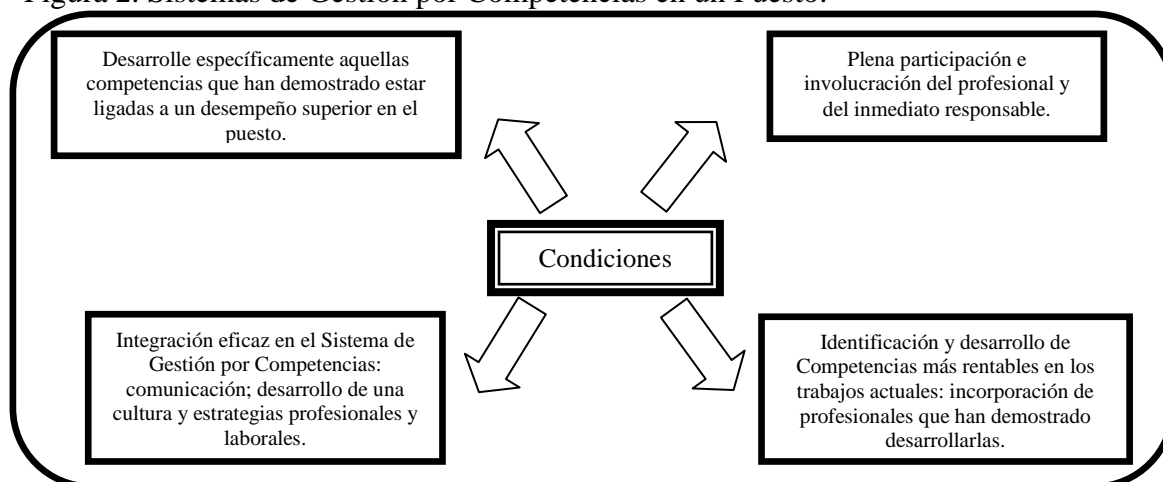 Figura 2. Sistemas de Gestión por Competencias en un Puesto.
Desarrolle específicamente aquellas
competencias que han demostrado estar
ligadas a un desempeño superior en el
puesto.
Plena participación e
involucración del profesional y
del inmediato responsable.
Condiciones
Integración eficaz en el Sistema de
Gestión por Competencias:
comunicación; desarrollo de una
cultura y estrategias profesionales y
laborales.
Identificación y desarrollo de
Competencias más rentables en los
trabajos actuales: incorporación de
profesionales que han demostrado
desarrollarlas.